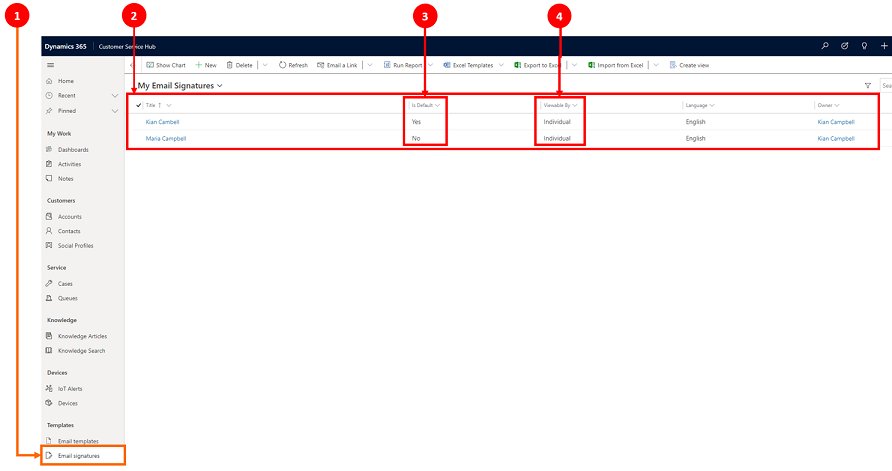 1
2
3
4
Dynamics 365 Customer Service Hub
Show Chart New Delete Refresh Email a Link Run Report Excel Templates Export to Excel Import from Excel Create view
Home
My Email Signatures Sea
Recent
Title Is Default Viewable By Language Owner
Pinned
Kian Cambell Yes Individual English Kian Campbell
My Work
Maria Campbell No Individual English Kian Campbell
Dashboards
Activities
Notes
Customers
Accounts
Contacts
Social Profiles
Service
Cases
Queues
Knowledge
Knowledge Articles
Knowledge Search
Devices
IoT Alerts
Devices
Templates
Email templates
Email signatures